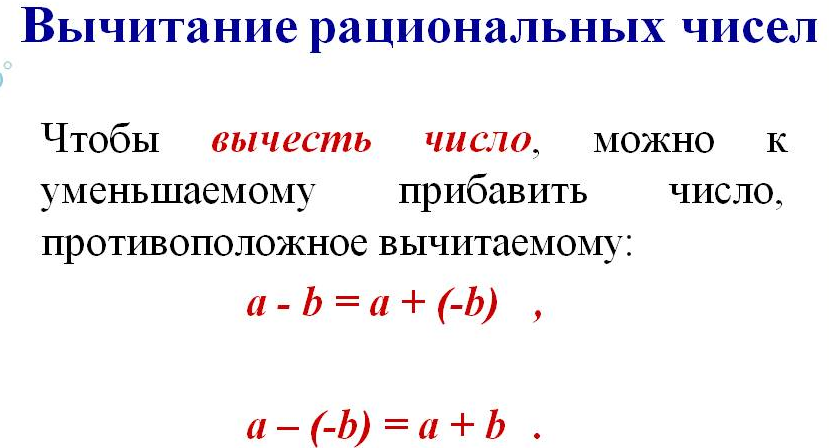 Вычитание рациональных чисел
Чтобы вычесть число, можно к
уменьшаемому прибавить число,
противоположное вычитаемому:
a - b = a + (-b) ,
a – (-b) = a + b .